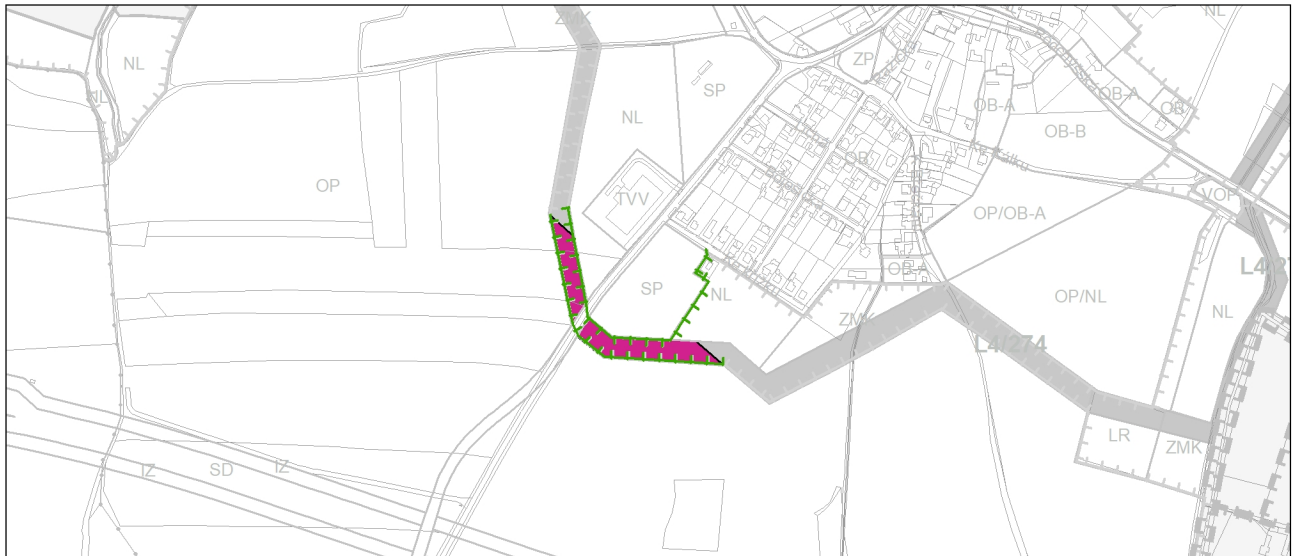 ZMK
NL
NL
ZP
NL
SP
OB-A
OB-A
OB
NL
OB-B
OB
OP
TVV
VOP
OP/OB-A
SP
NL
OP/NL
NL
ZMK
L4/274
LR
ZMK
IZ
SD
IZ